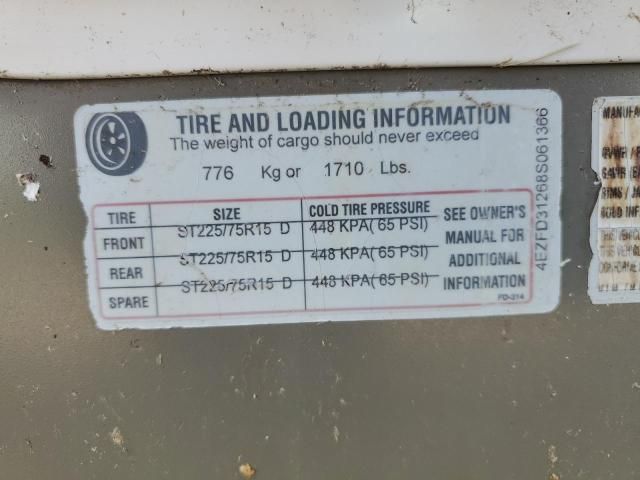 TIRE AND LOADING INFORMATION
The weight of cargo should never exceed
776 Kg or 1710 Lbs.
TIRE SIZE COLD TIRE PRESSURE
FRONT ST225/75R15 D 448 KPA( 65 PSI)
REAR ST225/75R15 D 448 KPA( 65 PSI)
SPARE ST225/75R15 D 448 KPA( 65 PSI)
SEE OWNER'S
MANUAL FOR
ADDITIONAL
INFORMATION
FD-214
4EZFD31268S061366
MANUFA